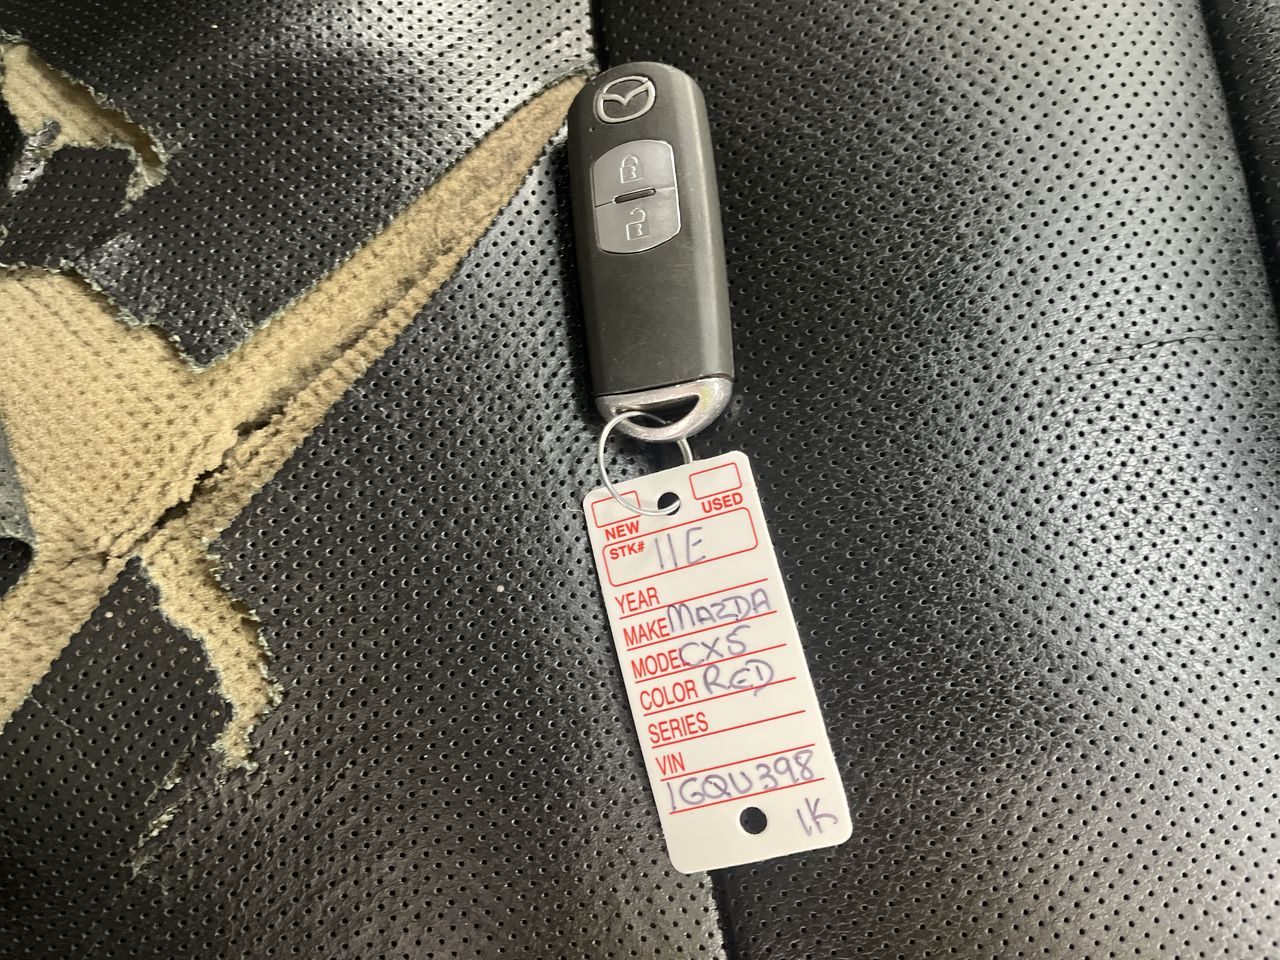 NEW USED
STK# 11E
YEAR
MAKE MAZDA
MODEL CX5
COLOR RED
SERIES
VIN
1GQU398
1K